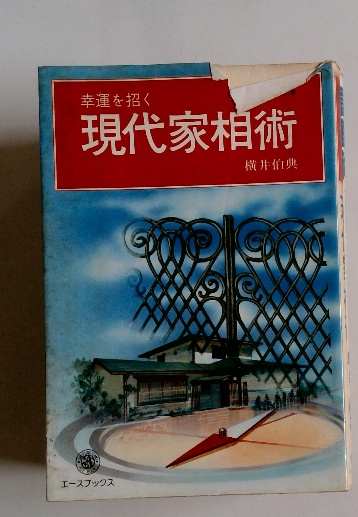 幸運を招く
現代家相術
横井伯典
エースブックス